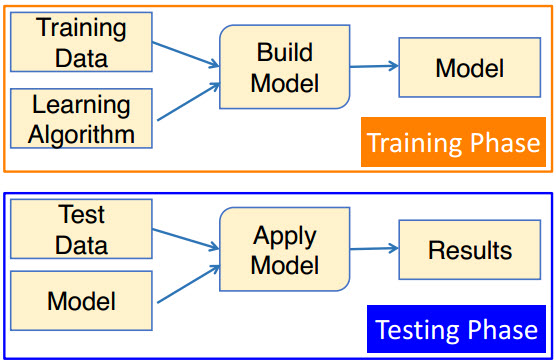 Training
Data
Learning
Algorithm
Build
Model
Model
Training Phase
Test
Data
Model
Apply
Model
Results
Testing Phase